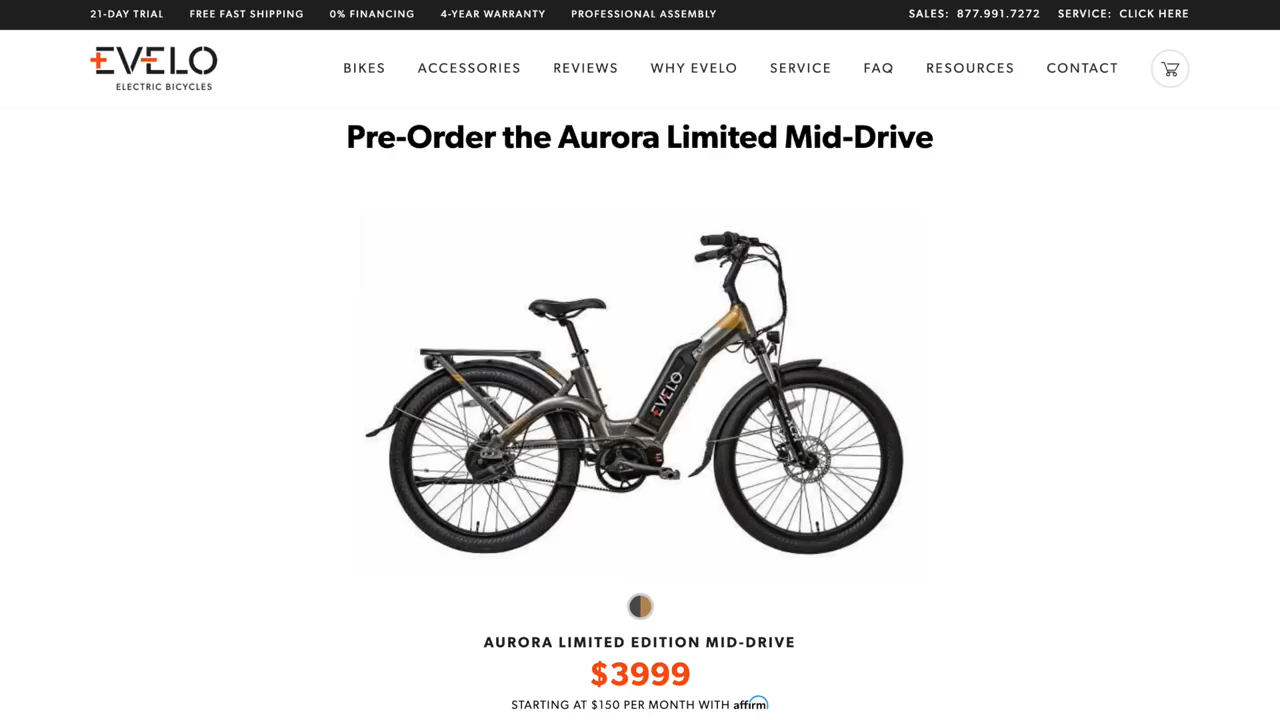 21-DAY TRIAL FREE FAST SHIPPING 0% FINANCING 4-YEAR WARRANTY PROFESSIONAL ASSEMBLY SALES: 877.991.7272 SERVICE: CLICK HERE
EVELO
ELECTRIC BICYCLES
BIKES ACCESSORIES REVIEWS WHY EVELO SERVICE FAQ RESOURCES CONTACT
Pre-Order the Aurora Limited Mid-Drive
EVELO
AURORA LIMITED EDITION MID-DRIVE
$3999
STARTING AT $150 PER MONTH WITH affirm